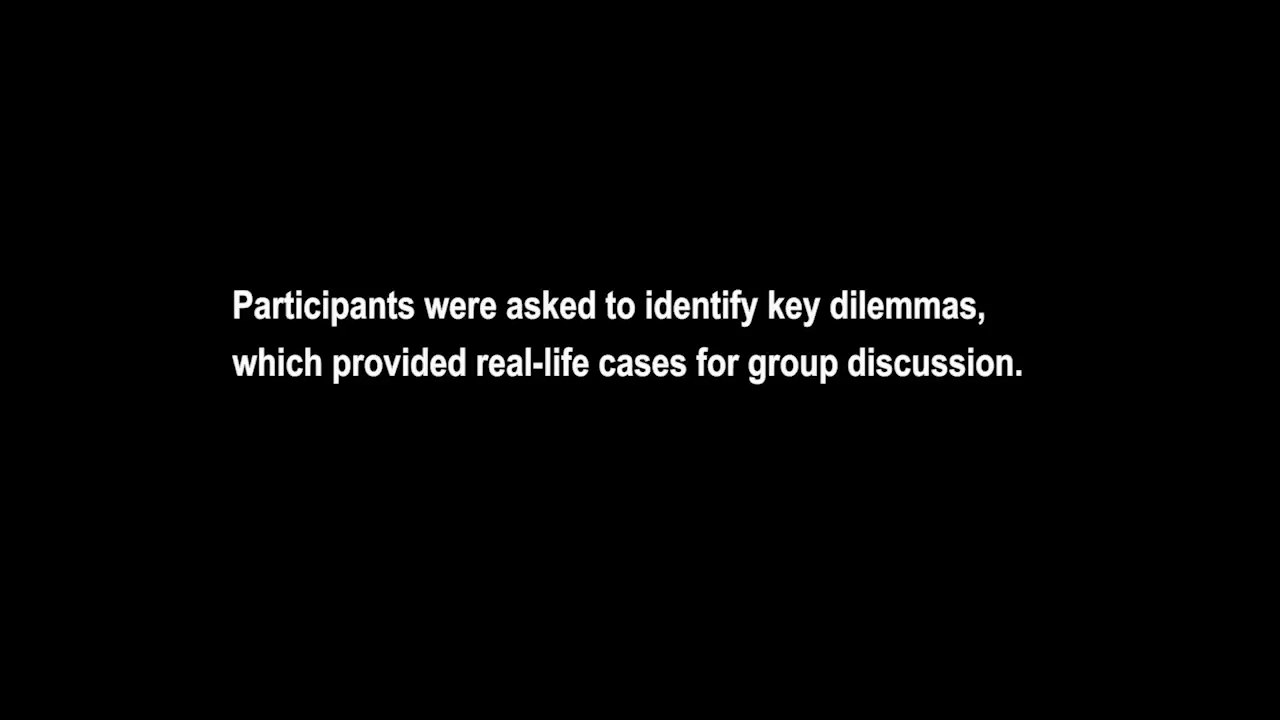 Participants were asked to identify key dilemmas,
which provided real-life cases for group discussion.